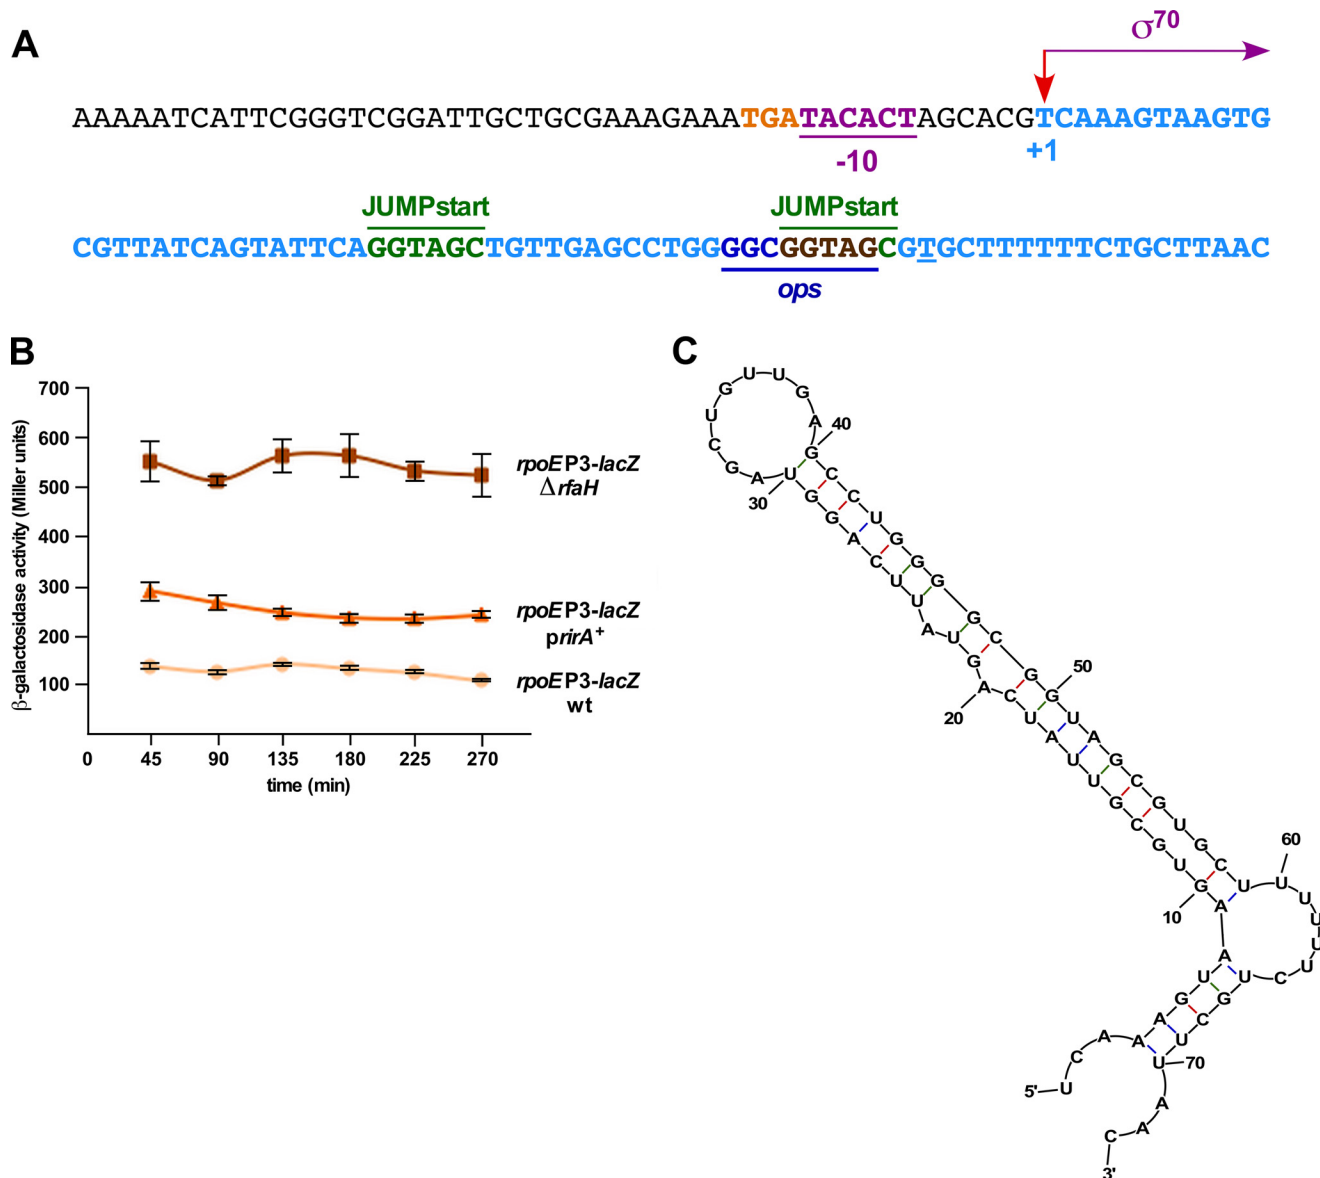 A
σ70
AAAAATCATTCGGGTCGGATTGCTGCGAAAGAAATGATACACTAGCACGTCAAAGTAAGTG
-10
+1
JUMPstart JUMPstart
CGTTATCAGTATTCAGGTAGCTGTTGAGCCTGGGGCGGTAGCGTGCTTTTTTCTGCTTAAC
ops
B
β-galactosidase activity (Miller units)
700
600
500
400
300
200
100
0 45 90 135 180 225 270
time (min)
rpoEP3-lacZ
ΔrfaH
rpoEP3-lacZ
prirA+
rpoEP3-lacZ
wt
C
5'
UCAAAGUAAGUGCGUUAUCAGUAUUCAGGUAGCUGUUGAGCCUGGGGCGGUAGCGUGCUUUUUUCUGCUUAAC
3'
10
20
30
40
50
60
70